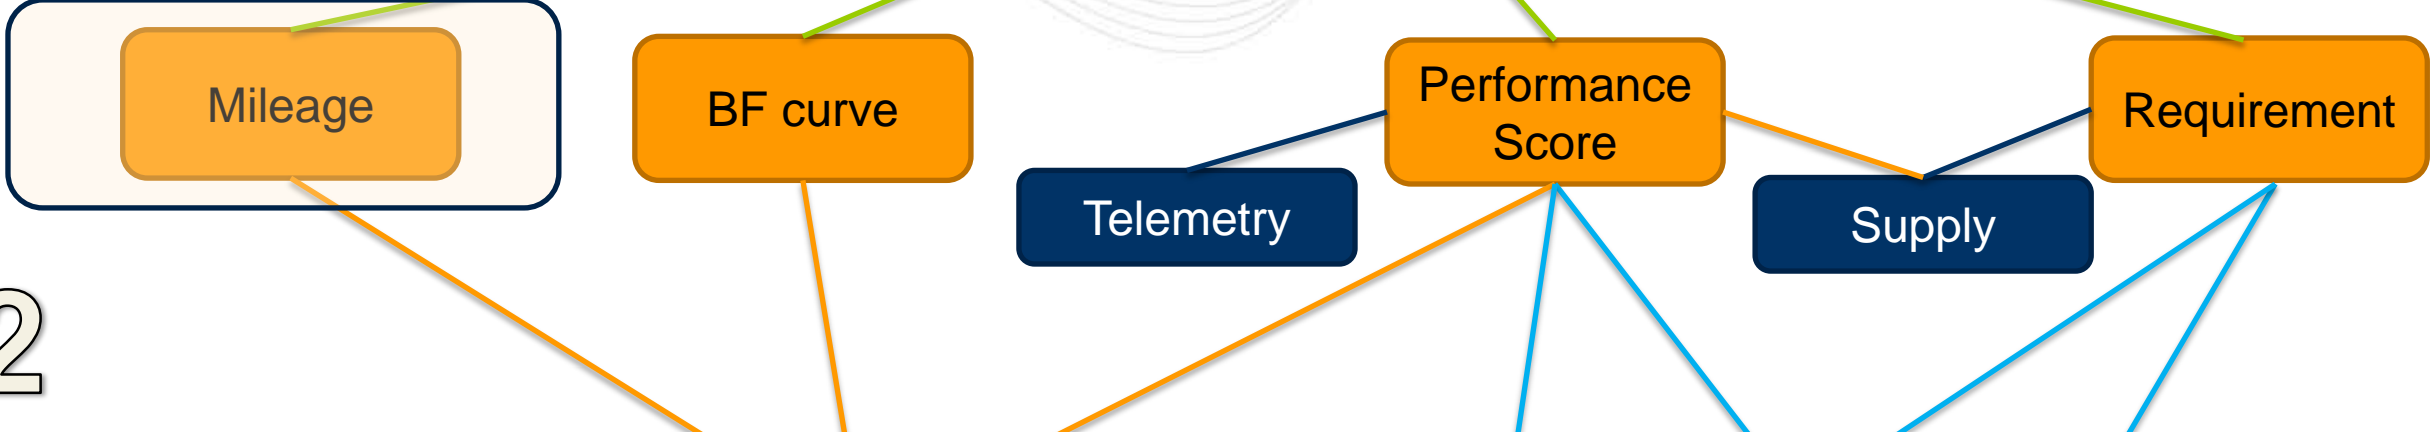 Mileage
BF curve
Performance
Score
Requirement
Telemetry
Supply
2